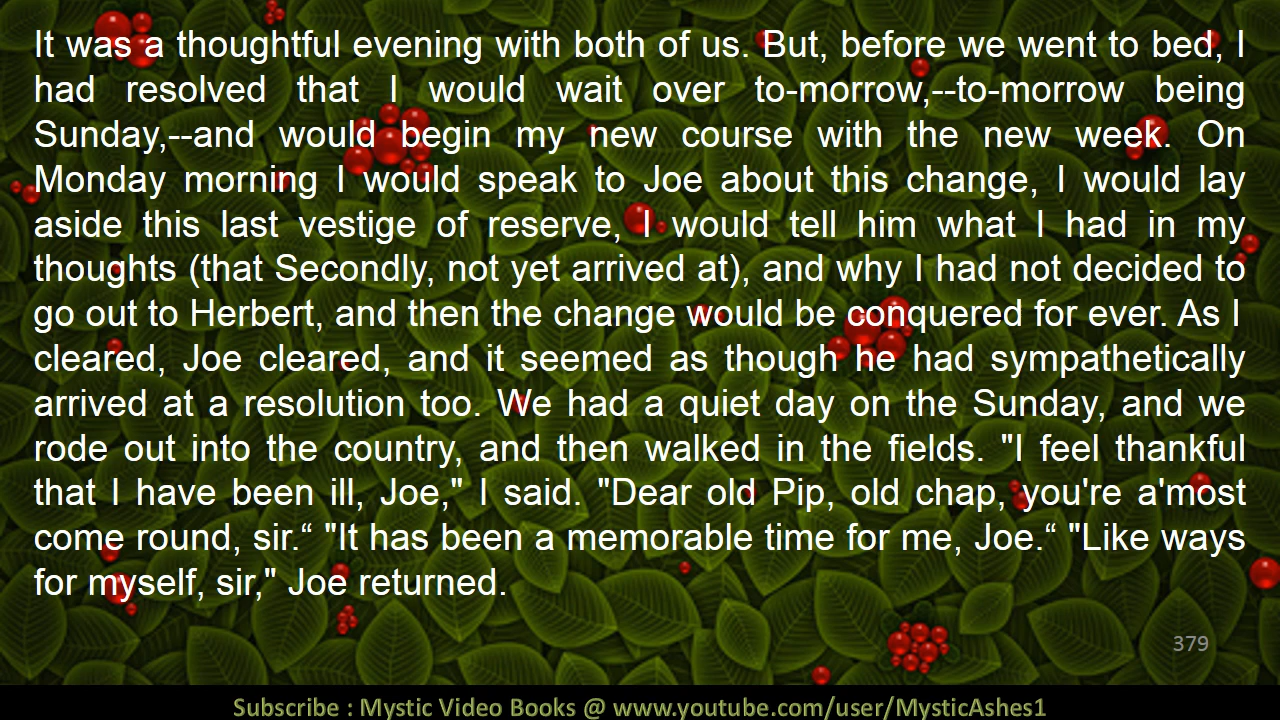 It was a thoughtful evening with both of us. But, before we went to bed, I
had resolved that I would wait over to-morrow,--to-morrow being
Sunday,--and would begin my new course with the new week. On
Monday morning I would speak to Joe about this change, I would lay
aside this last vestige of reserve, I would tell him what I had in my
thoughts (that Secondly, not yet arrived at), and why I had not decided to
go out to Herbert, and then the change would be conquered for ever. As I
cleared, Joe cleared, and it seemed as though he had sympathetically
arrived at a resolution too. We had a quiet day on the Sunday, and we
rode out into the country, and then walked in the fields. "I feel thankful
that I have been ill, Joe," I said. "Dear old Pip, old chap, you're a'most
come round, sir.“ "It has been a memorable time for me, Joe.“ "Like ways
for myself, sir," Joe returned.
379
Subscribe : Mystic Video Books @ www.youtube.com/user/MysticAshes1